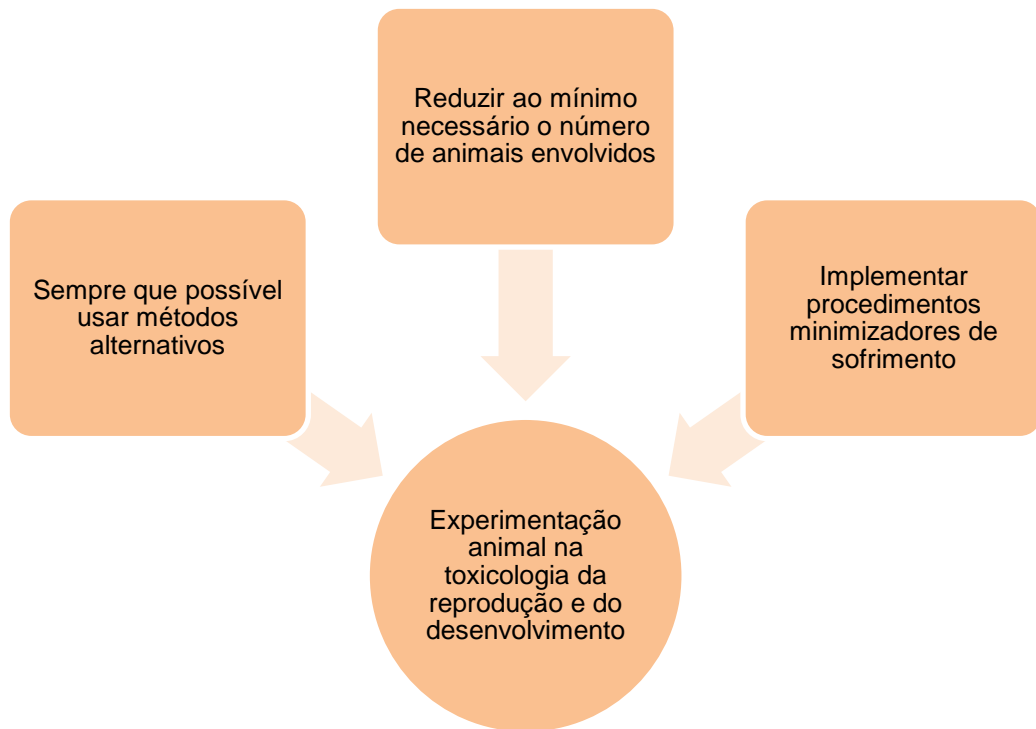 Reduzir ao mínimo
necessário o número
de animais envolvidos
Sempre que possível
usar métodos
alternativos
Implementar
procedimentos
minimizadores de
sofrimento
Experimentação
animal na
toxicologia da
reprodução e do
desenvolvimento